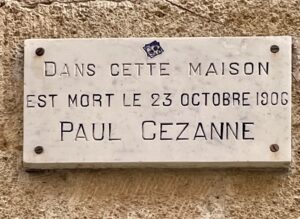 DANS CETTE MAISON
EST MORT LE 23 OCTOBRE 1906
PAUL CEZANNE